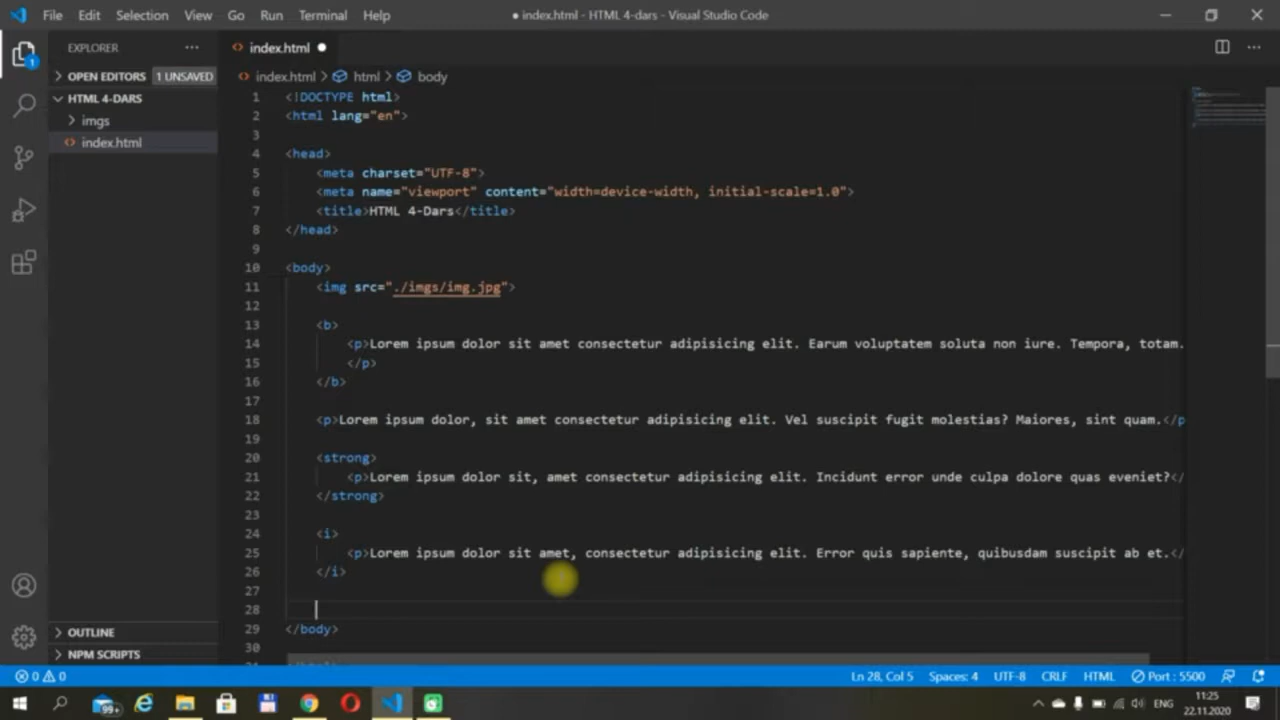 File Edit Selection View Go Run Terminal Help
● index.html - HTML 4-dars - Visual Studio Code
EXPLORER
OPEN EDITORS 1 UNSAVED
HTML 4-DARS
imgs
index.html
OUTLINE
NPM SCRIPTS
1
index.html
index.html > html > body
1 <!DOCTYPE html>
2 <html lang="en">
3
4 <head>
5 <meta charset="UTF-8">
6 <meta name="viewport" content="width=device-width, initial-scale=1.0">
7 <title>HTML 4-Dars</title>
8 </head>
9
10 <body>
11 <img src="./imgs/img.jpg">
12
13 <b>
14 <p>Lorem ipsum dolor sit amet consectetur adipisicing elit. Earum voluptatem soluta non iure. Tempora, totam.
15 </p>
16 </b>
17
18 <p>Lorem ipsum dolor, sit amet consectetur adipisicing elit. Vel suscipit fugit molestias? Maiores, sint quam.</p
19
20 <strong>
21 <p>Lorem ipsum dolor sit, amet consectetur adipisicing elit. Incidunt error unde culpa dolore quas eveniet?</
22 </strong>
23
24 <i>
25 <p>Lorem ipsum dolor sit amet, consectetur adipisicing elit. Error quis sapiente, quibusdam suscipit ab et.</
26 </i>
27
28
29 </body>
30
0 0 Ln 28, Col 5 Spaces: 4 UTF-8 CRLF HTML Port : 5500
99+ ENG 11:25
22.11.2020